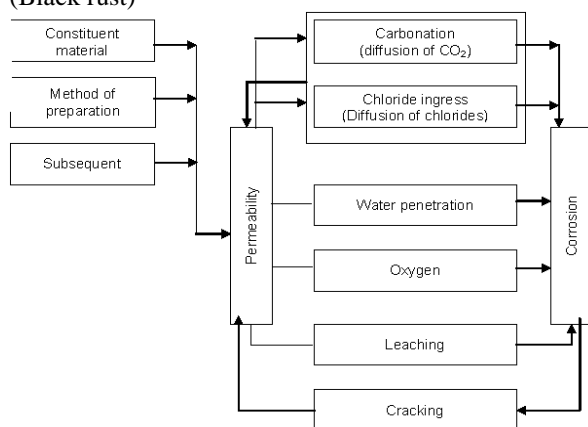 (Black rust)
Constituent
material
Method of
preparation
Subsequent
Permeability
Carbonation
(diffusion of CO₂)
Chloride ingress
(Diffusion of chlorides)
Water penetration
Oxygen
Leaching
Cracking
Corrosion